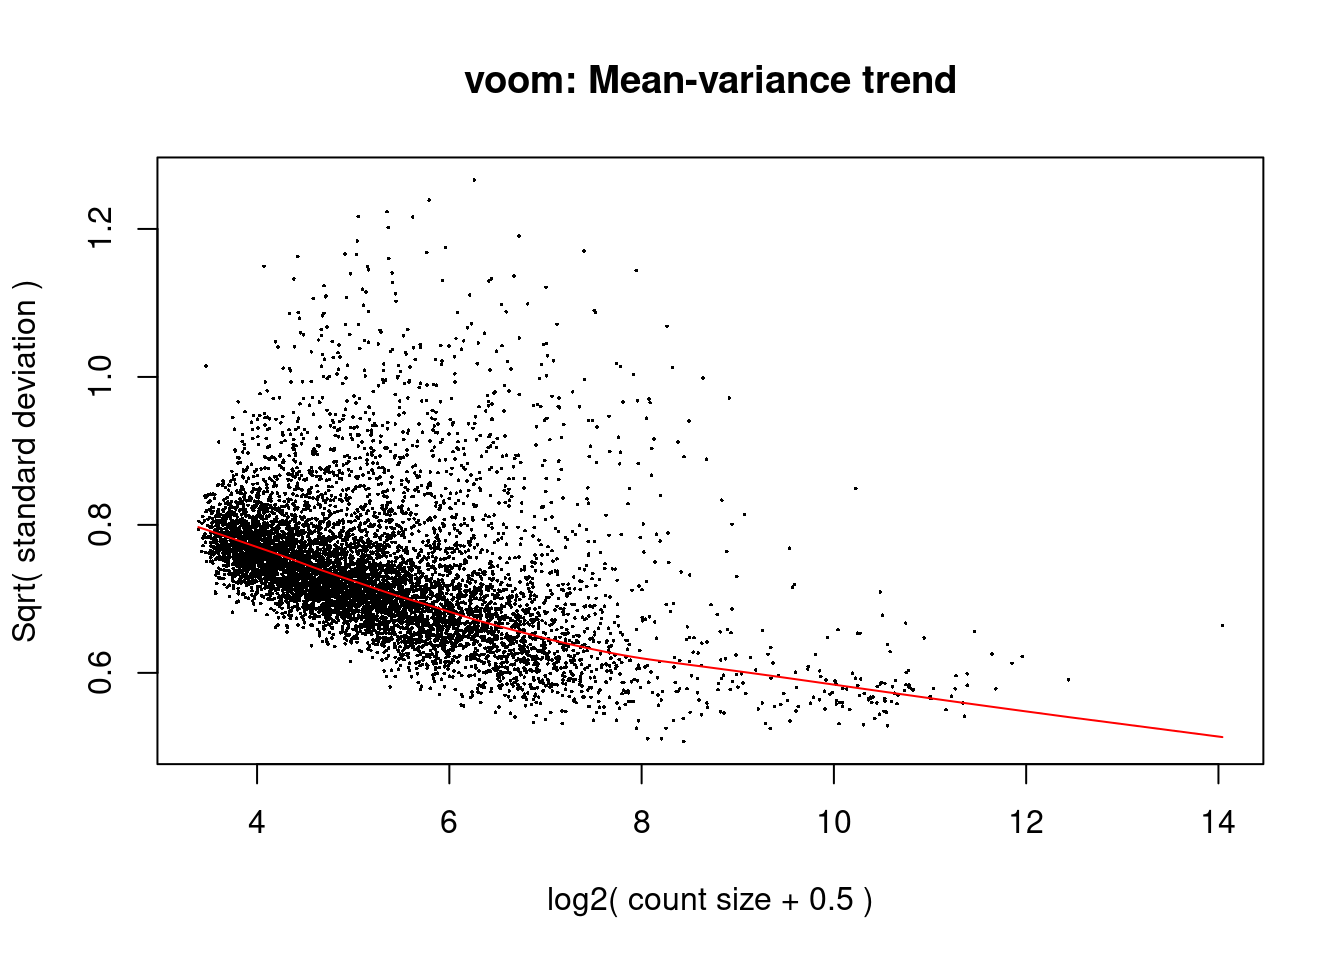 voom: Mean-variance trend
Sqrt( standard deviation )
1.2
1.0
0.8
0.6
4 6 8 10 12 14
log2( count size + 0.5 )